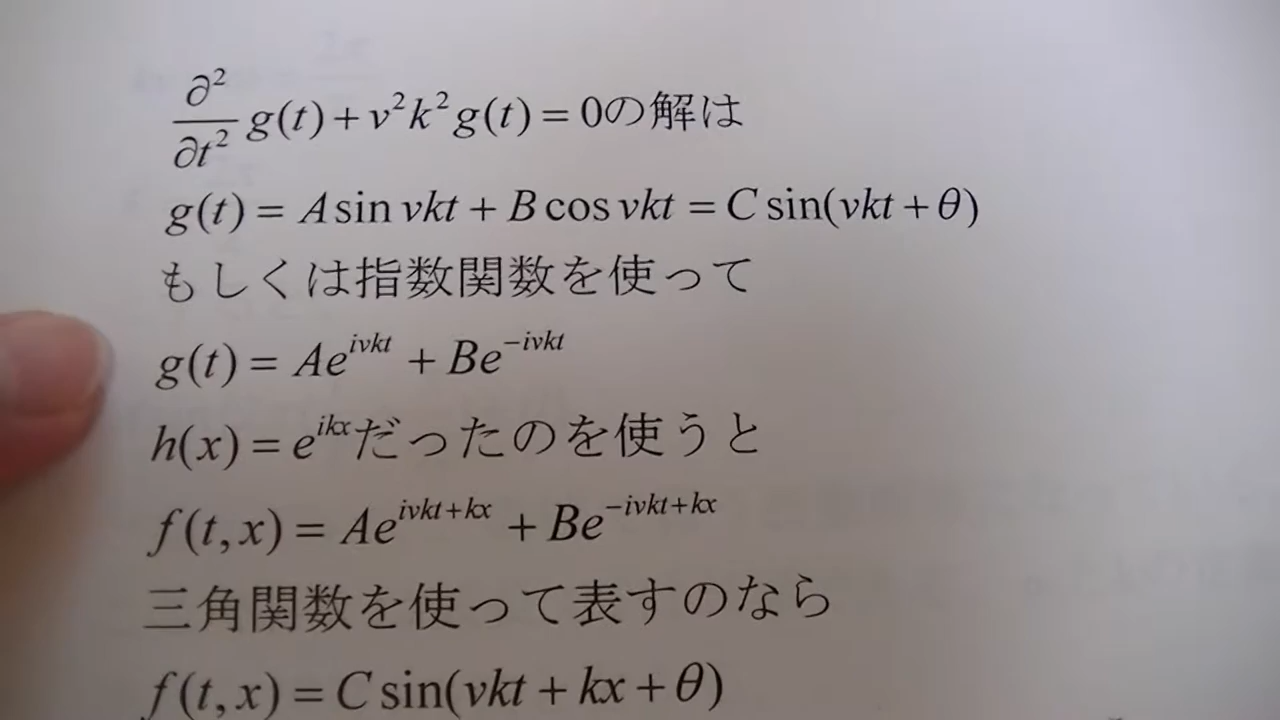 ∂²/∂t² g(t) + v²k²g(t) = 0の解は
g(t) = A sin vkt + B cos vkt = C sin(vkt + θ)
もしくは指数関数を使って
g(t) = Ae^{ivkt} + Be^{-ivkt}
h(x) = e^{ikx}だったのを使うと
f(t,x) = Ae^{ivkt+kx} + Be^{-ivkt+kx}
三角関数を使って表すのなら
f(t,x) = C sin(vkt + kx + θ)